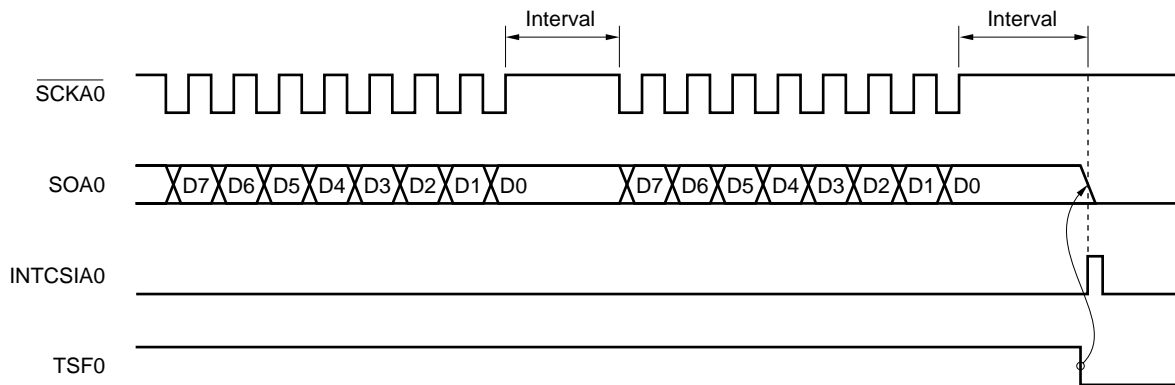 Interval Interval
SCKA0
SOA0 D7 D6 D5 D4 D3 D2 D1 D0 D7 D6 D5 D4 D3 D2 D1 D0
INTCSIA0
TSF0